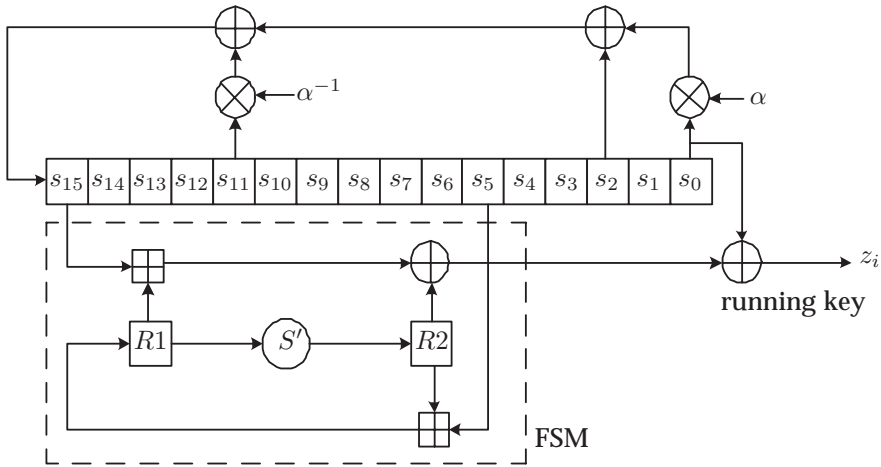 α⁻¹
α
s₁₅ s₁₄ s₁₃ s₁₂ s₁₁ s₁₀ s₉ s₈ s₇ s₆ s₅ s₄ s₃ s₂ s₁ s₀
zᵢ
running key
R1 S′ R2
FSM